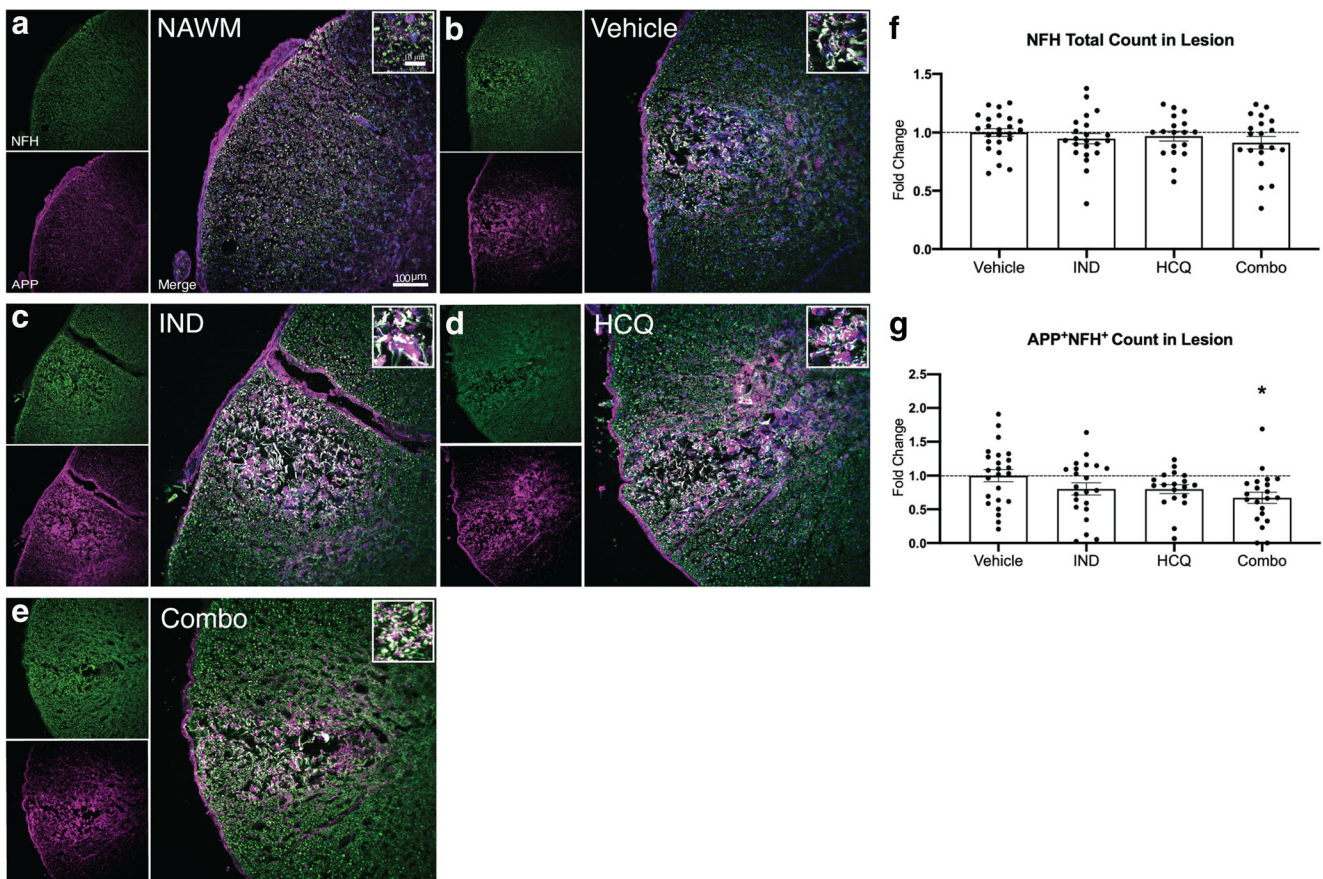 a
NAWM
10 µm
NFH
APP
Merge
100µm
b
Vehicle
c
IND
d
HCQ
e
Combo
f
NFH Total Count in Lesion
Fold Change
1.5
1.0
0.5
0.0
Vehicle IND HCQ Combo
g
APP⁺NFH⁺ Count in Lesion
Fold Change
2.5
2.0
1.5
1.0
0.5
0.0
*
Vehicle IND HCQ Combo